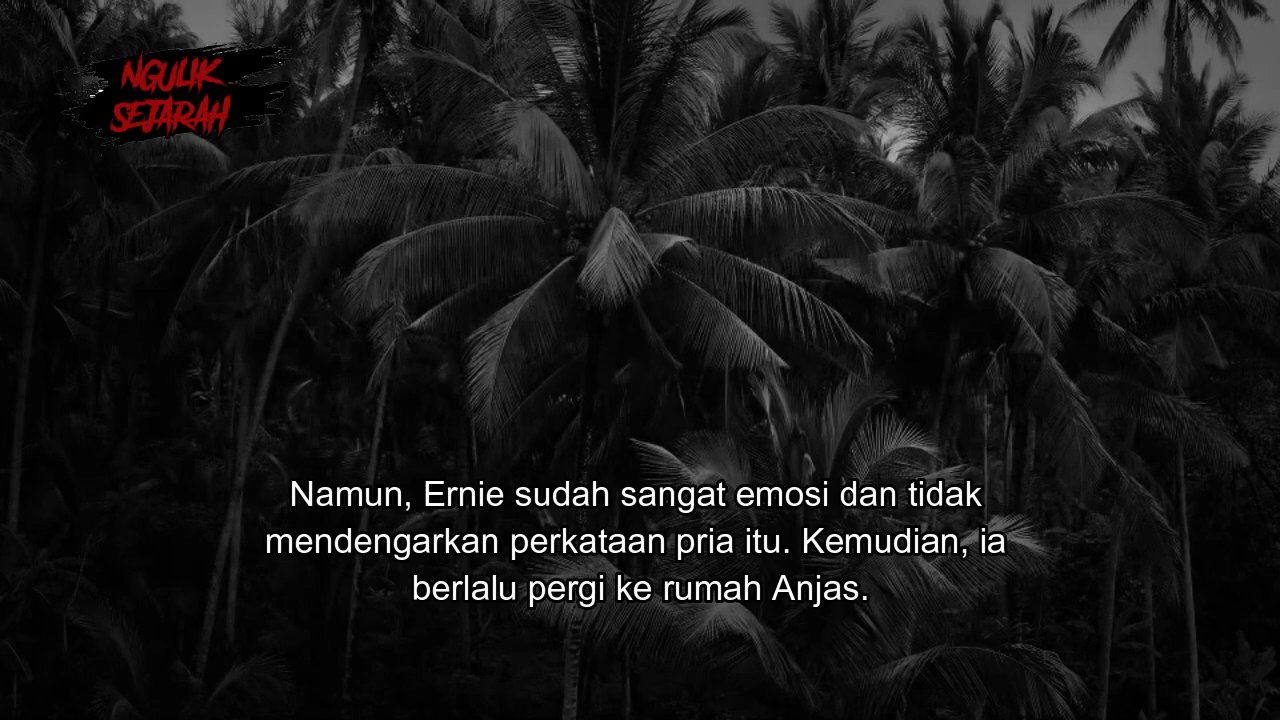 NGULIK
SEJARAH
Namun, Ernie sudah sangat emosi dan tidak
mendengarkan perkataan pria itu. Kemudian, ia
berlalu pergi ke rumah Anjas.